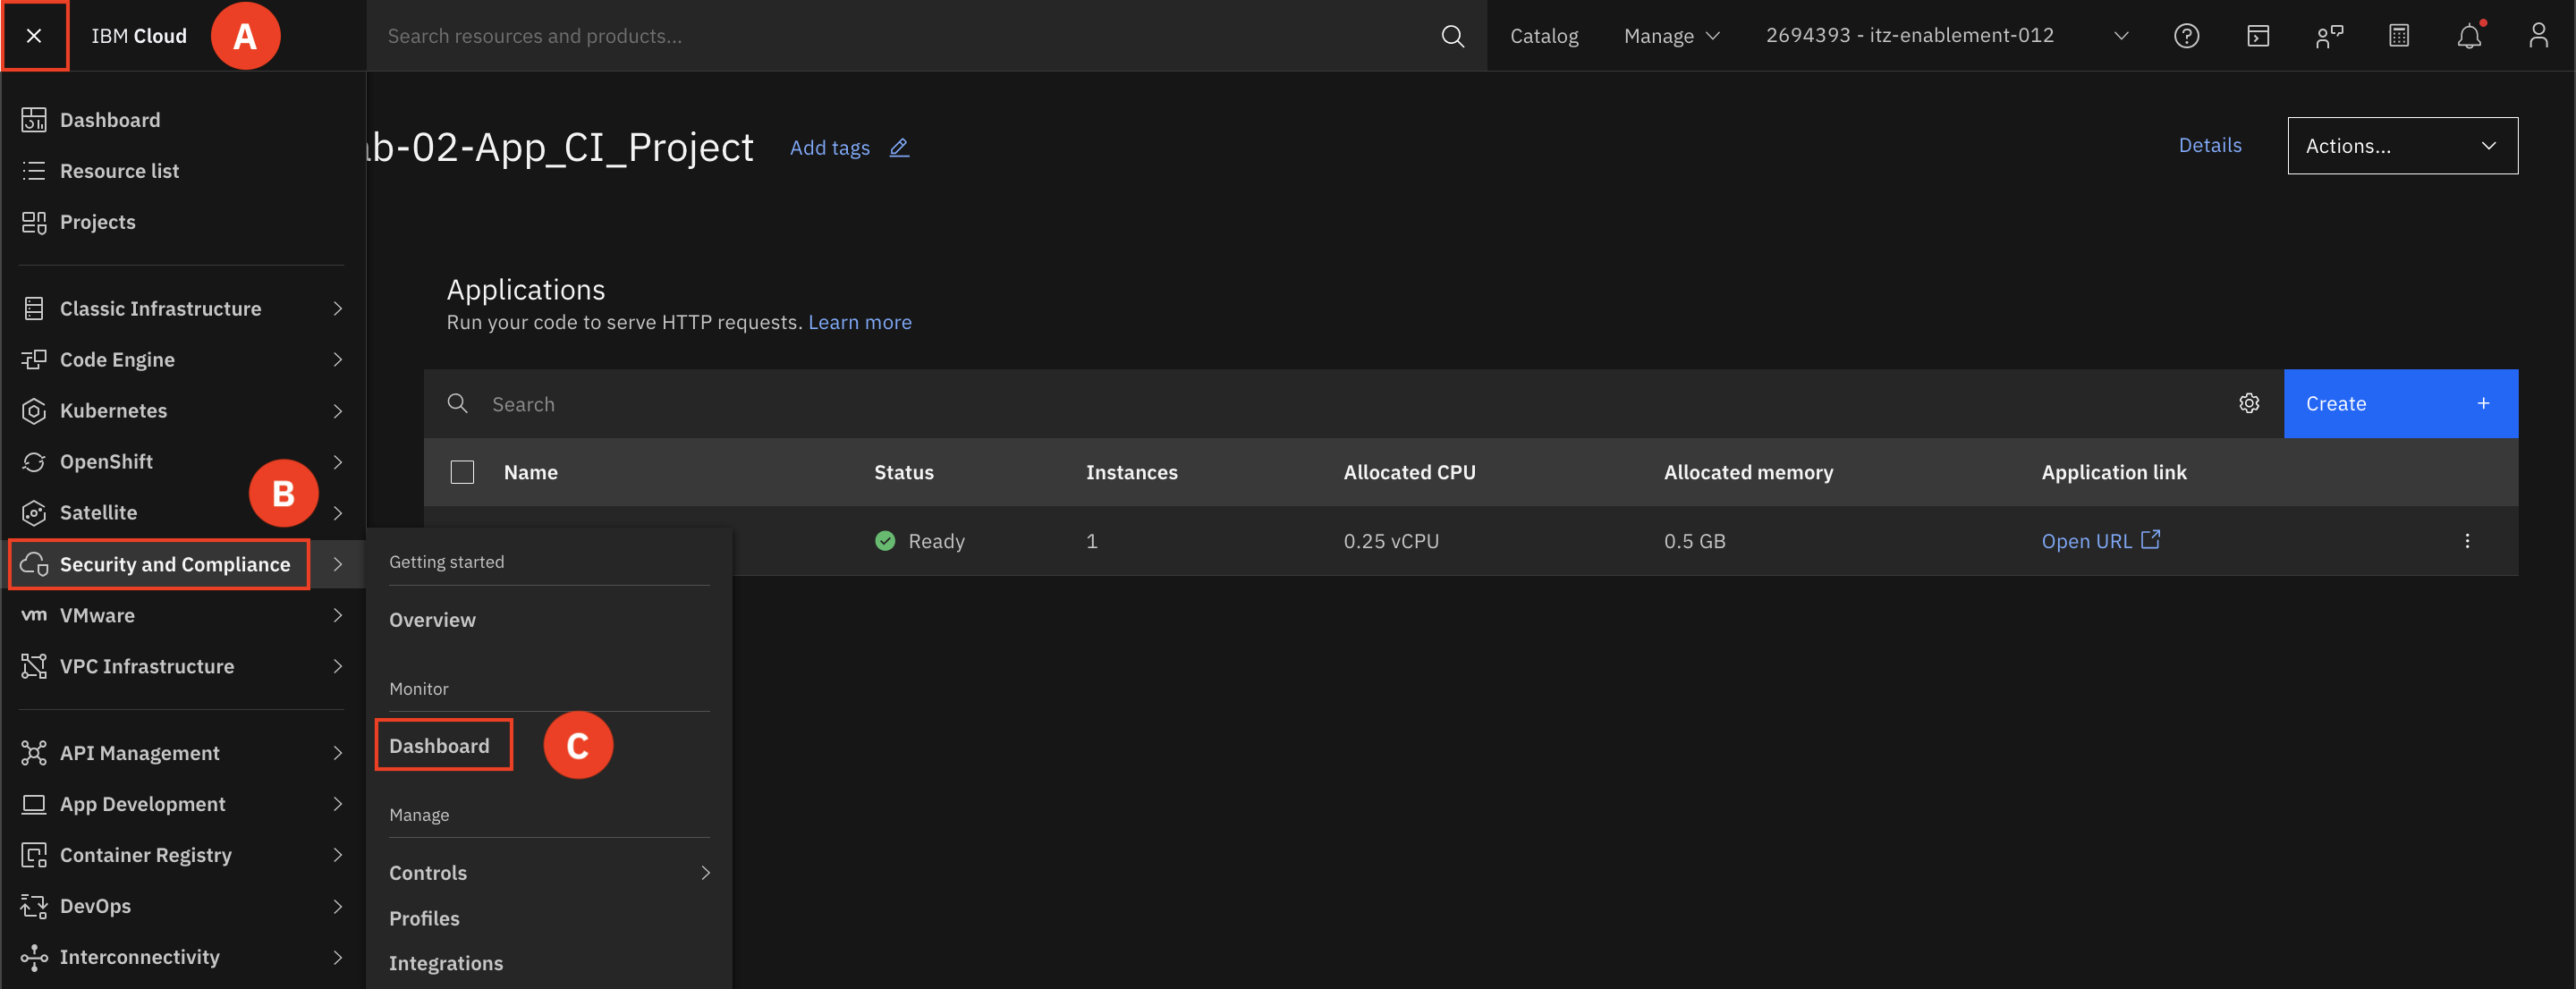 IBM Cloud
A
Search resources and products...
Catalog
Manage
2694393 - itz-enablement-012
Dashboard
Resource list
Projects
Classic Infrastructure
Code Engine
Kubernetes
OpenShift
Satellite
B
Security and Compliance
vm VMware
VPC Infrastructure
API Management
App Development
Container Registry
DevOps
Interconnectivity
Getting started
Overview
Monitor
Dashboard
C
Manage
Controls
Profiles
Integrations
b-02-App_CI_Project
Add tags
Details
Actions...
Applications
Run your code to serve HTTP requests. Learn more
Search
Create +
Name Status Instances Allocated CPU Allocated memory Application link
Ready 1 0.25 vCPU 0.5 GB Open URL